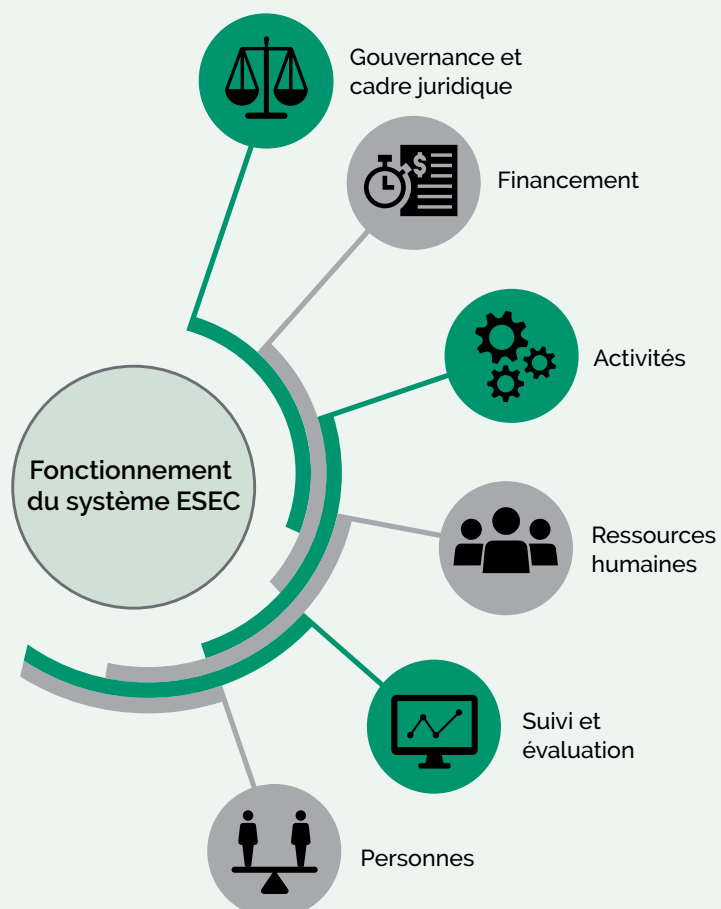 Gouvernance et
cadre juridique
$
Financement
Activités
Fonctionnement
du système ESEC
Ressources
humaines
Suivi et
évaluation
Personnes